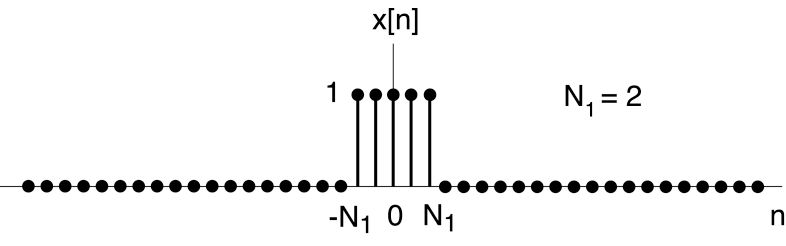 x[n]
1
N₁ = 2
-N₁ 0 N₁ n